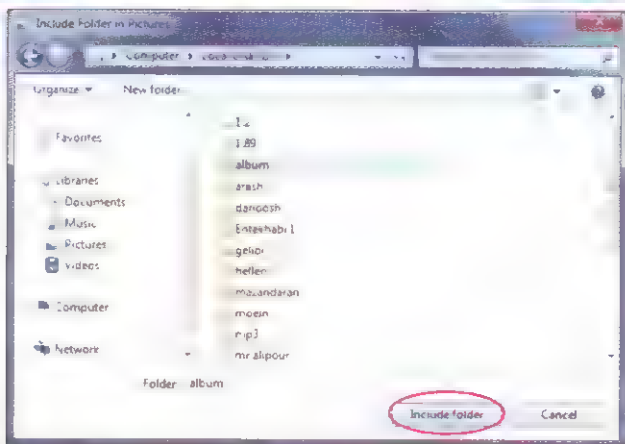 Include Folder in Pictures
Computer
Organize
New folder
Favorites
Libraries
Documents
Music
Pictures
Videos
Computer
Network
1.89
album
arash
darioosh
Entekhabi 1
hellen
mazandaran
moein
mp3
mr alipour
Folder album
Include folder
Cancel